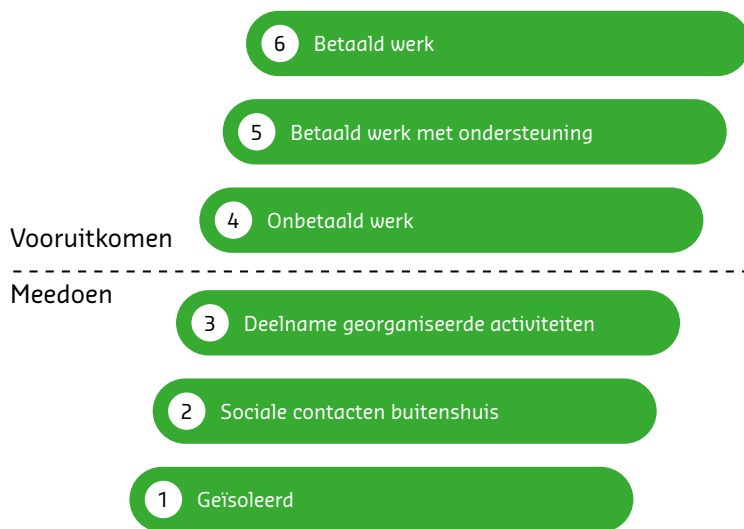 6 Betaald werk
5 Betaald werk met ondersteuning
4 Onbetaald werk
Vooruitkomen
Meedoen
3 Deelname georganiseerde activiteiten
2 Sociale contacten buitenshuis
1 Geïsoleerd